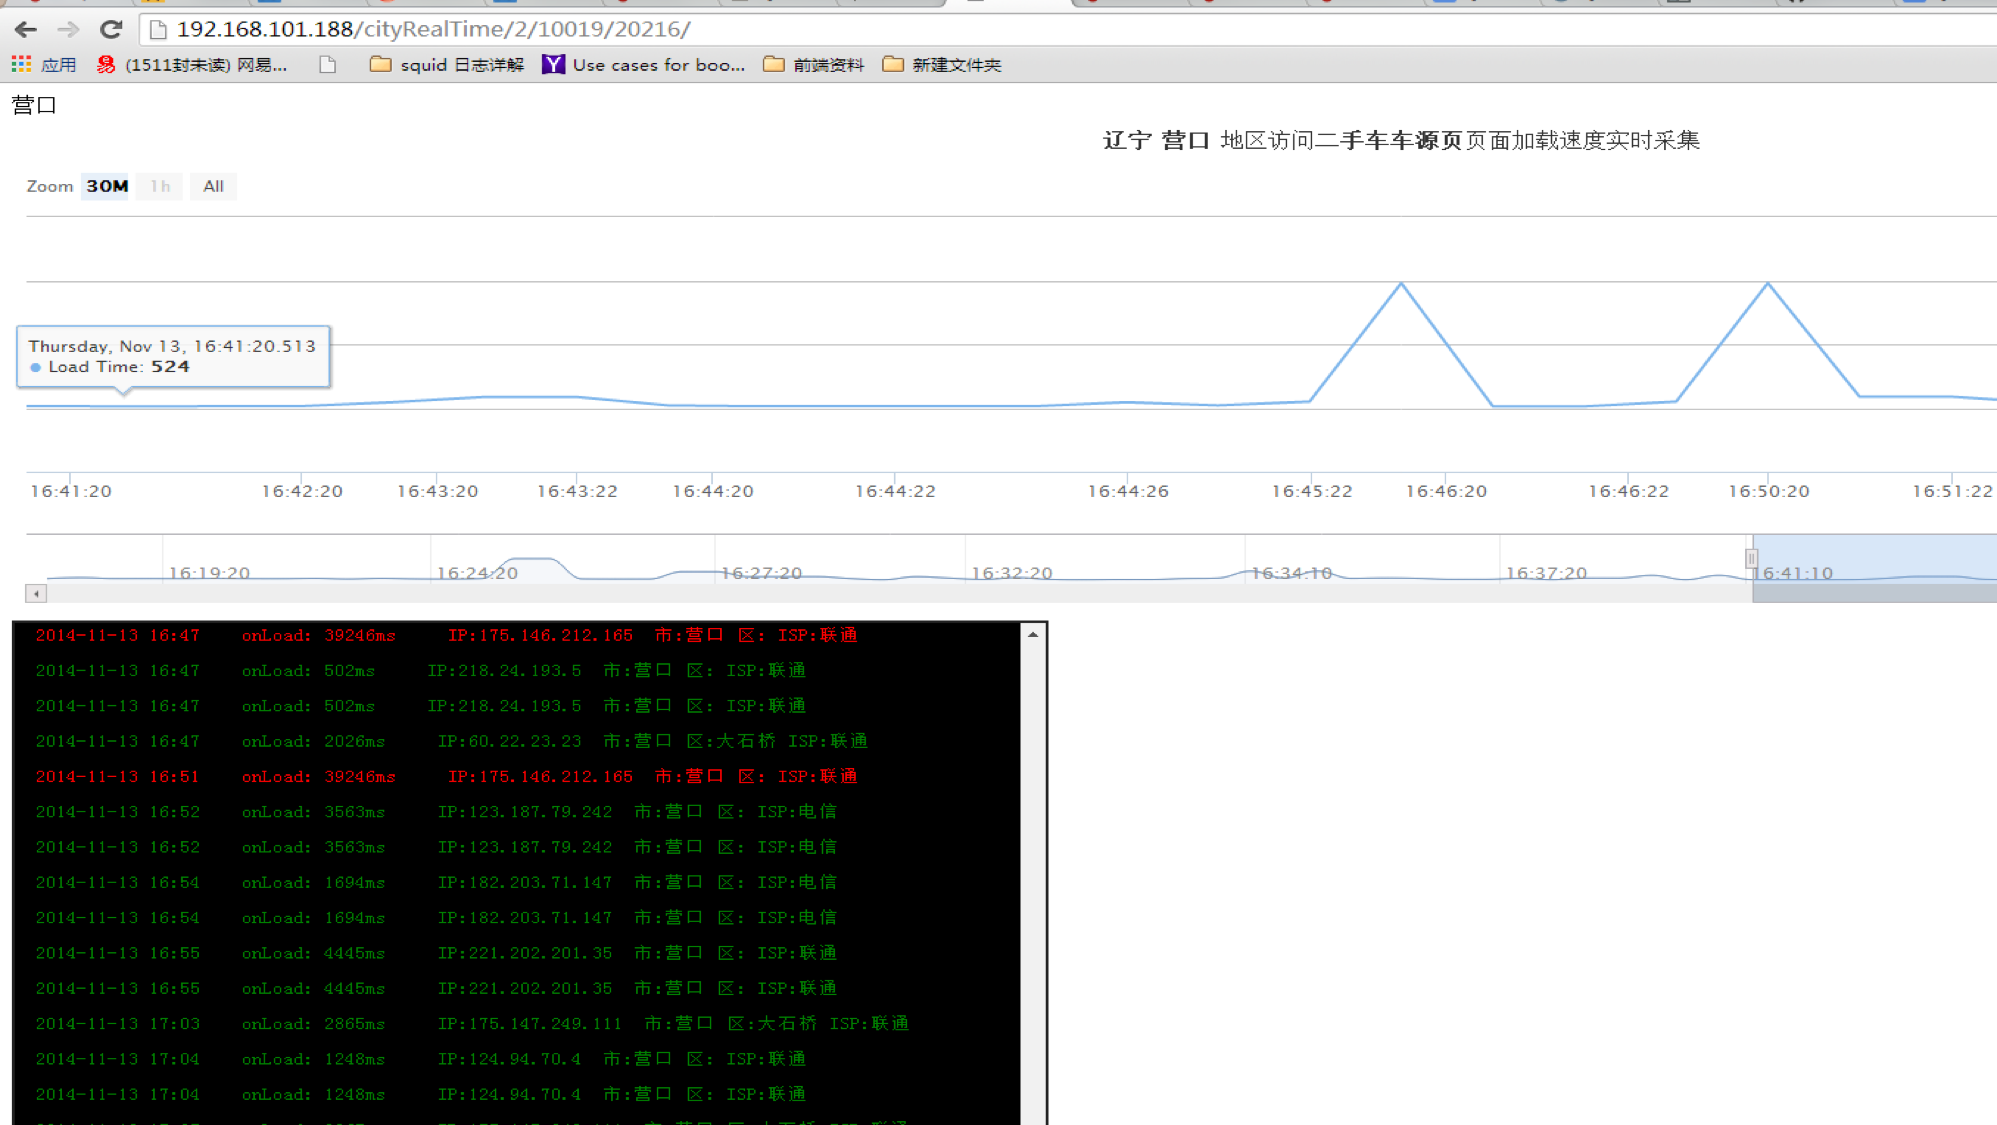 192.168.101.188/cityRealTime/2/10019/20216/
应用 (1511封未读) 网易... squid 日志详解 Use cases for boo... 前端资料 新建文件夹
营口
辽宁 营口 地区访问二手车车源页页面加载速度实时采集
Zoom 30M 1h All
Thursday, Nov 13, 16:41:20.513
Load Time: 524
16:41:20 16:42:20 16:43:20 16:43:22 16:44:20 16:44:22 16:44:26 16:45:22 16:46:20 16:46:22 16:50:20 16:51:22
16:19:20 16:24:20 16:27:20 16:32:20 16:34:10 16:37:20 16:41:10
2014-11-13 16:47 onLoad: 39246ms IP:175.146.212.165 市:营口 区: ISP:联通
2014-11-13 16:47 onLoad: 502ms IP:218.24.193.5 市:营口 区: ISP:联通
2014-11-13 16:47 onLoad: 502ms IP:218.24.193.5 市:营口 区: ISP:联通
2014-11-13 16:47 onLoad: 2026ms IP:60.22.23.23 市:营口 区:大石桥 ISP:联通
2014-11-13 16:51 onLoad: 39246ms IP:175.146.212.165 市:营口 区: ISP:联通
2014-11-13 16:52 onLoad: 3563ms IP:123.187.79.242 市:营口 区: ISP:电信
2014-11-13 16:52 onLoad: 3563ms IP:123.187.79.242 市:营口 区: ISP:电信
2014-11-13 16:54 onLoad: 1694ms IP:182.203.71.147 市:营口 区: ISP:电信
2014-11-13 16:54 onLoad: 1694ms IP:182.203.71.147 市:营口 区: ISP:电信
2014-11-13 16:55 onLoad: 4445ms IP:221.202.201.35 市:营口 区: ISP:联通
2014-11-13 16:55 onLoad: 4445ms IP:221.202.201.35 市:营口 区: ISP:联通
2014-11-13 17:03 onLoad: 2865ms IP:175.147.249.111 市:营口 区:大石桥 ISP:联通
2014-11-13 17:04 onLoad: 1248ms IP:124.94.70.4 市:营口 区: ISP:联通
2014-11-13 17:04 onLoad: 1248ms IP:124.94.70.4 市:营口 区: ISP:联通